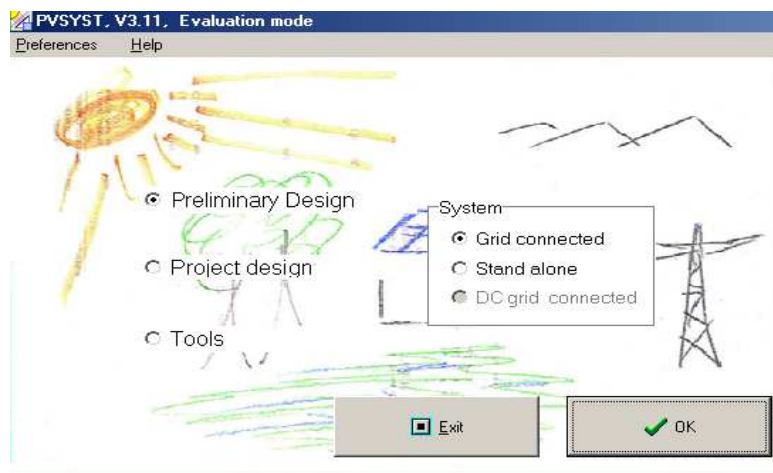 PVSYST, V3.11, Evaluation mode
Preferences Help
Preliminary Design
System
Grid connected
Project design
Stand alone
DC grid connected
Tools
Exit
OK